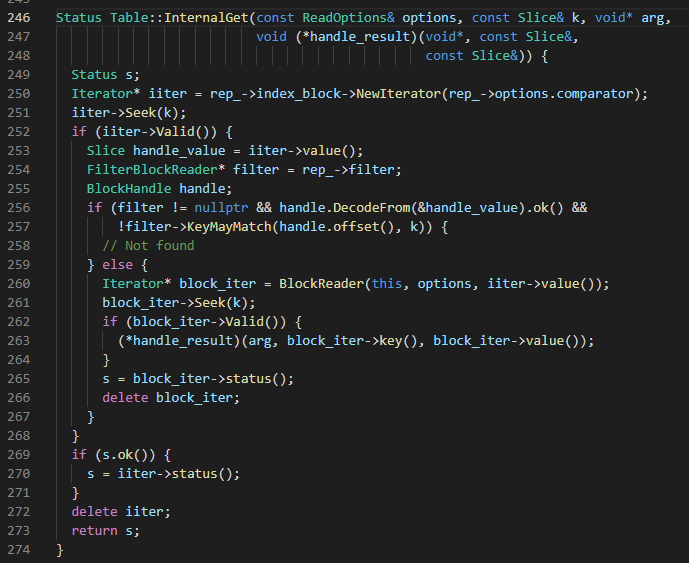 246 Status Table::InternalGet(const ReadOptions& options, const Slice& k, void* arg,
247                           void (*handle_result)(void*, const Slice&,
248                                                 const Slice&)) {
249   Status s;
250   Iterator* iiter = rep_->index_block->NewIterator(rep_->options.comparator);
251   iiter->Seek(k);
252   if (iiter->Valid()) {
253     Slice handle_value = iiter->value();
254     FilterBlockReader* filter = rep_->filter;
255     BlockHandle handle;
256     if (filter != nullptr && handle.DecodeFrom(&handle_value).ok() &&
257         !filter->KeyMayMatch(handle.offset(), k)) {
258       // Not found
259     } else {
260       Iterator* block_iter = BlockReader(this, options, iiter->value());
261       block_iter->Seek(k);
262       if (block_iter->Valid()) {
263         (*handle_result)(arg, block_iter->key(), block_iter->value());
264       }
265       s = block_iter->status();
266       delete block_iter;
267     }
268   }
269   if (s.ok()) {
270     s = iiter->status();
271   }
272   delete iiter;
273   return s;
274 }